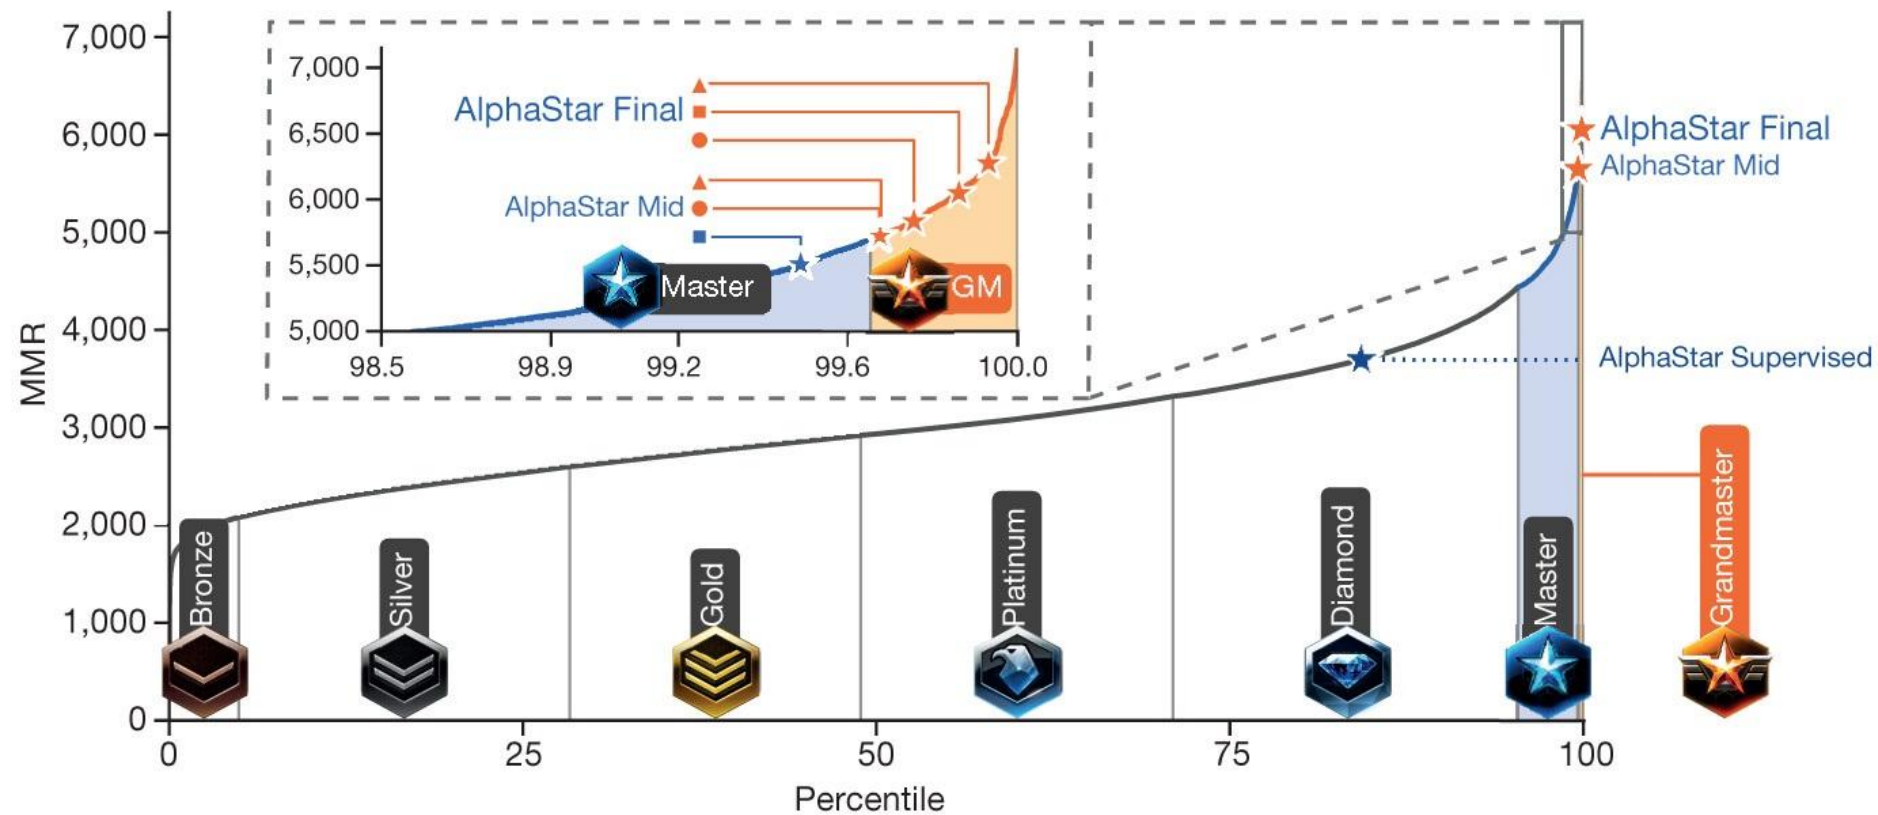 7,000
6,000
5,000
4,000
3,000
2,000
1,000
0
MMR
7,000
6,500
6,000
5,500
5,000
AlphaStar Final
AlphaStar Mid
Master
GM
98.5 98.9 99.2 99.6 100.0
AlphaStar Final
AlphaStar Mid
AlphaStar Supervised
Bronze
Silver
Gold
Platinum
Diamond
Master
Grandmaster
0 25 50 75 100
Percentile